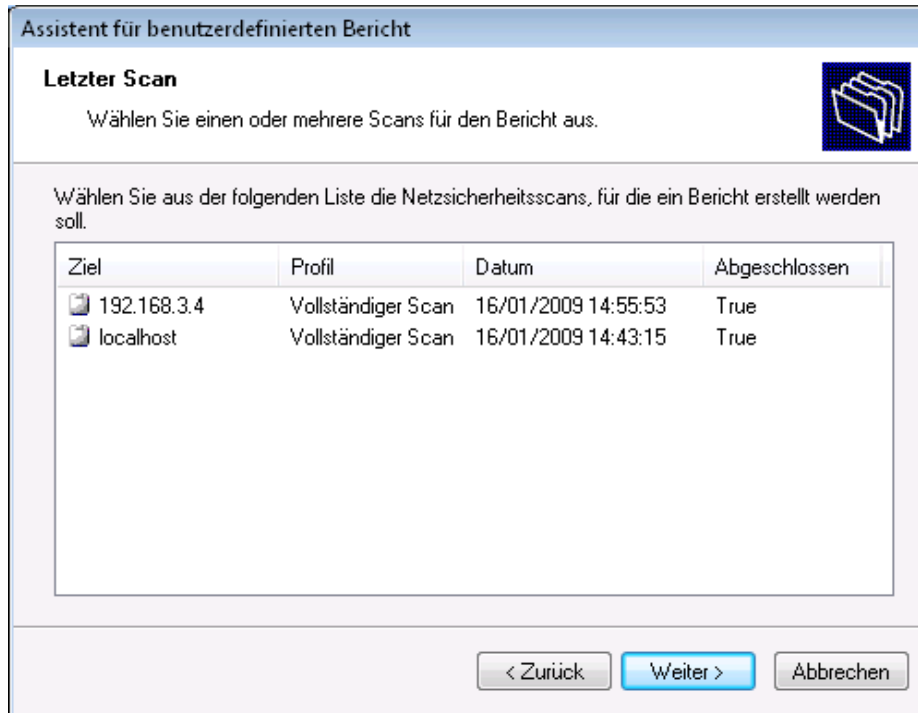 Assistent für benutzerdefinierten Bericht
Letzter Scan
Wählen Sie einen oder mehrere Scans für den Bericht aus.
Wählen Sie aus der folgenden Liste die Netzsicherheitsscans, für die ein Bericht erstellt werden
soll.
Ziel Profil Datum Abgeschlossen
192.168.3.4 Vollständiger Scan 16/01/2009 14:55:53 True
localhost Vollständiger Scan 16/01/2009 14:43:15 True
< Zurück Weiter > Abbrechen